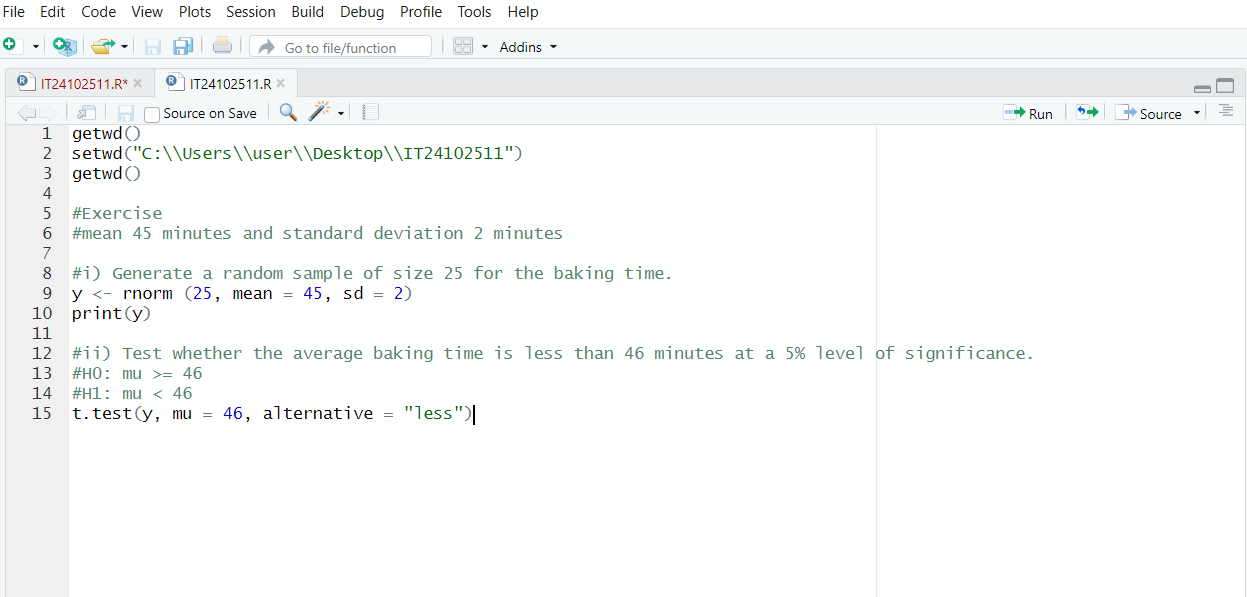 File Edit Code View Plots Session Build Debug Profile Tools Help
Go to file/function Addins
IT24102511.R* IT24102511.R
Source on Save Run Source
1 getwd()
2 setwd("C:\\Users\\user\\Desktop\\IT24102511")
3 getwd()
4
5 #Exercise
6 #mean 45 minutes and standard deviation 2 minutes
7
8 #i) Generate a random sample of size 25 for the baking time.
9 y <- rnorm (25, mean = 45, sd = 2)
10 print(y)
11
12 #ii) Test whether the average baking time is less than 46 minutes at a 5% level of significance.
13 #H0: mu >= 46
14 #H1: mu < 46
15 t.test(y, mu = 46, alternative = "less")